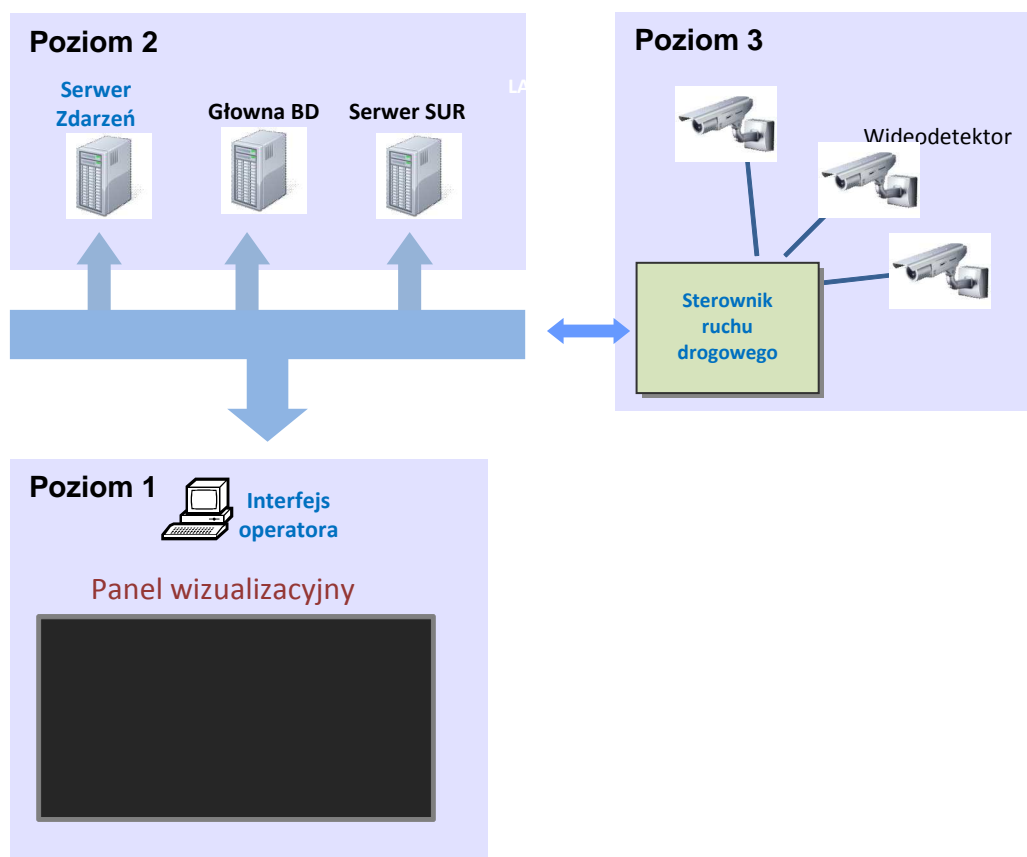 Poziom 2
Serwer
Zdarzeń
Głowna BD
Serwer SUR
LA
Poziom 3
Wideodetektor
Sterownik
ruchu
drogowego
Poziom 1
Interfejs
operatora
Panel wizualizacyjny